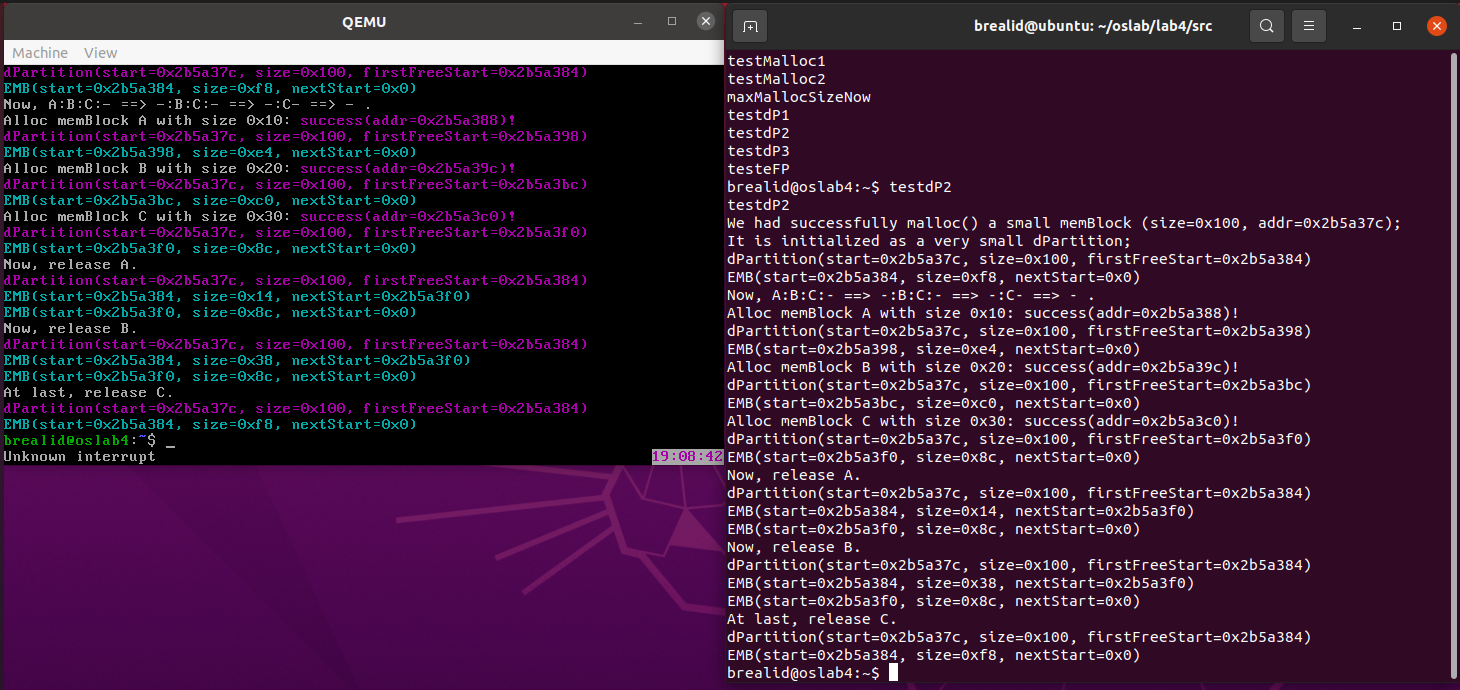 QEMU
Machine View
dPartition(start=0x2b5a37c, size=0x100, firstFreeStart=0x2b5a384)
EMB(start=0x2b5a384, size=0xf8, nextStart=0x0)
Now, A:B:C:- ==> -:B:C:- ==> -:C- ==> - .
Alloc memBlock A with size 0x10: success(addr=0x2b5a388)!
dPartition(start=0x2b5a37c, size=0x100, firstFreeStart=0x2b5a398)
EMB(start=0x2b5a398, size=0xe4, nextStart=0x0)
Alloc memBlock B with size 0x20: success(addr=0x2b5a39c)!
dPartition(start=0x2b5a37c, size=0x100, firstFreeStart=0x2b5a3bc)
EMB(start=0x2b5a3bc, size=0xc0, nextStart=0x0)
Alloc memBlock C with size 0x30: success(addr=0x2b5a3c0)!
dPartition(start=0x2b5a37c, size=0x100, firstFreeStart=0x2b5a3f0)
EMB(start=0x2b5a3f0, size=0x8c, nextStart=0x0)
Now, release A.
dPartition(start=0x2b5a37c, size=0x100, firstFreeStart=0x2b5a384)
EMB(start=0x2b5a384, size=0x14, nextStart=0x2b5a3f0)
EMB(start=0x2b5a3f0, size=0x8c, nextStart=0x0)
Now, release B.
dPartition(start=0x2b5a37c, size=0x100, firstFreeStart=0x2b5a384)
EMB(start=0x2b5a384, size=0x38, nextStart=0x2b5a3f0)
EMB(start=0x2b5a3f0, size=0x8c, nextStart=0x0)
At last, release C.
dPartition(start=0x2b5a37c, size=0x100, firstFreeStart=0x2b5a384)
EMB(start=0x2b5a384, size=0xf8, nextStart=0x0)
brealid@oslab4:~$ _
Unknown interrupt 19:08:42
brealid@ubuntu: ~/oslab/lab4/src
testMalloc1
testMalloc2
maxMallocSizeNow
testdP1
testdP2
testdP3
testeFP
brealid@oslab4:~$ testdP2
testdP2
We had successfully malloc() a small memBlock (size=0x100, addr=0x2b5a37c);
It is initialized as a very small dPartition;
dPartition(start=0x2b5a37c, size=0x100, firstFreeStart=0x2b5a384)
EMB(start=0x2b5a384, size=0xf8, nextStart=0x0)
Now, A:B:C:- ==> -:B:C:- ==> -:C- ==> - .
Alloc memBlock A with size 0x10: success(addr=0x2b5a388)!
dPartition(start=0x2b5a37c, size=0x100, firstFreeStart=0x2b5a398)
EMB(start=0x2b5a398, size=0xe4, nextStart=0x0)
Alloc memBlock B with size 0x20: success(addr=0x2b5a39c)!
dPartition(start=0x2b5a37c, size=0x100, firstFreeStart=0x2b5a3bc)
EMB(start=0x2b5a3bc, size=0xc0, nextStart=0x0)
Alloc memBlock C with size 0x30: success(addr=0x2b5a3c0)!
dPartition(start=0x2b5a37c, size=0x100, firstFreeStart=0x2b5a3f0)
EMB(start=0x2b5a3f0, size=0x8c, nextStart=0x0)
Now, release A.
dPartition(start=0x2b5a37c, size=0x100, firstFreeStart=0x2b5a384)
EMB(start=0x2b5a384, size=0x14, nextStart=0x2b5a3f0)
EMB(start=0x2b5a3f0, size=0x8c, nextStart=0x0)
Now, release B.
dPartition(start=0x2b5a37c, size=0x100, firstFreeStart=0x2b5a384)
EMB(start=0x2b5a384, size=0x38, nextStart=0x2b5a3f0)
EMB(start=0x2b5a3f0, size=0x8c, nextStart=0x0)
At last, release C.
dPartition(start=0x2b5a37c, size=0x100, firstFreeStart=0x2b5a384)
EMB(start=0x2b5a384, size=0xf8, nextStart=0x0)
brealid@oslab4:~$